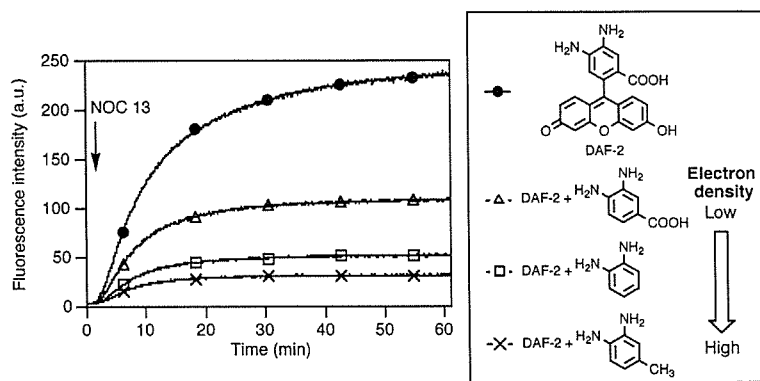 Fluorescence intensity (a.u.)
250
200
150
100
50
0
NOC 13
0 10 20 30 40 50 60
Time (min)
H₂N
NH₂
COOH
O
O
OH
DAF-2
Electron
density
Low
DAF-2 +
H₂N
NH₂
COOH
DAF-2 +
H₂N
NH₂
DAF-2 +
H₂N
NH₂
CH₃
High